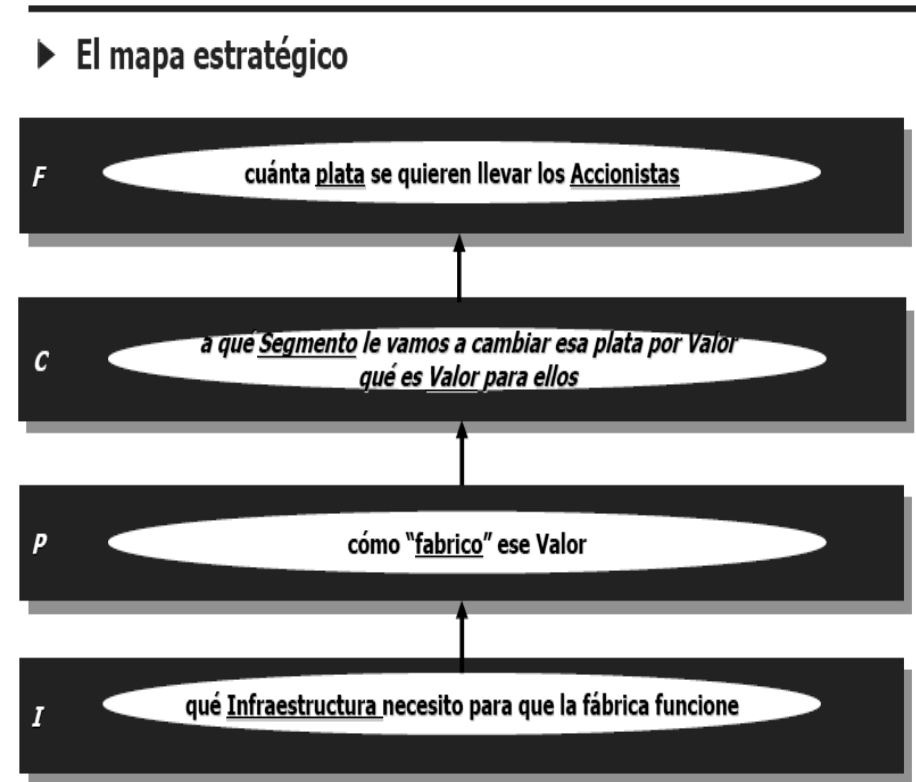 El mapa estratégico
F
cuánta plata se quieren llevar los Accionistas
C
a qué Segmento le vamos a cambiar esa plata por Valor
qué es Valor para ellos
P
cómo “fabrico” ese Valor
I
qué Infraestructura necesito para que la fábrica funcione